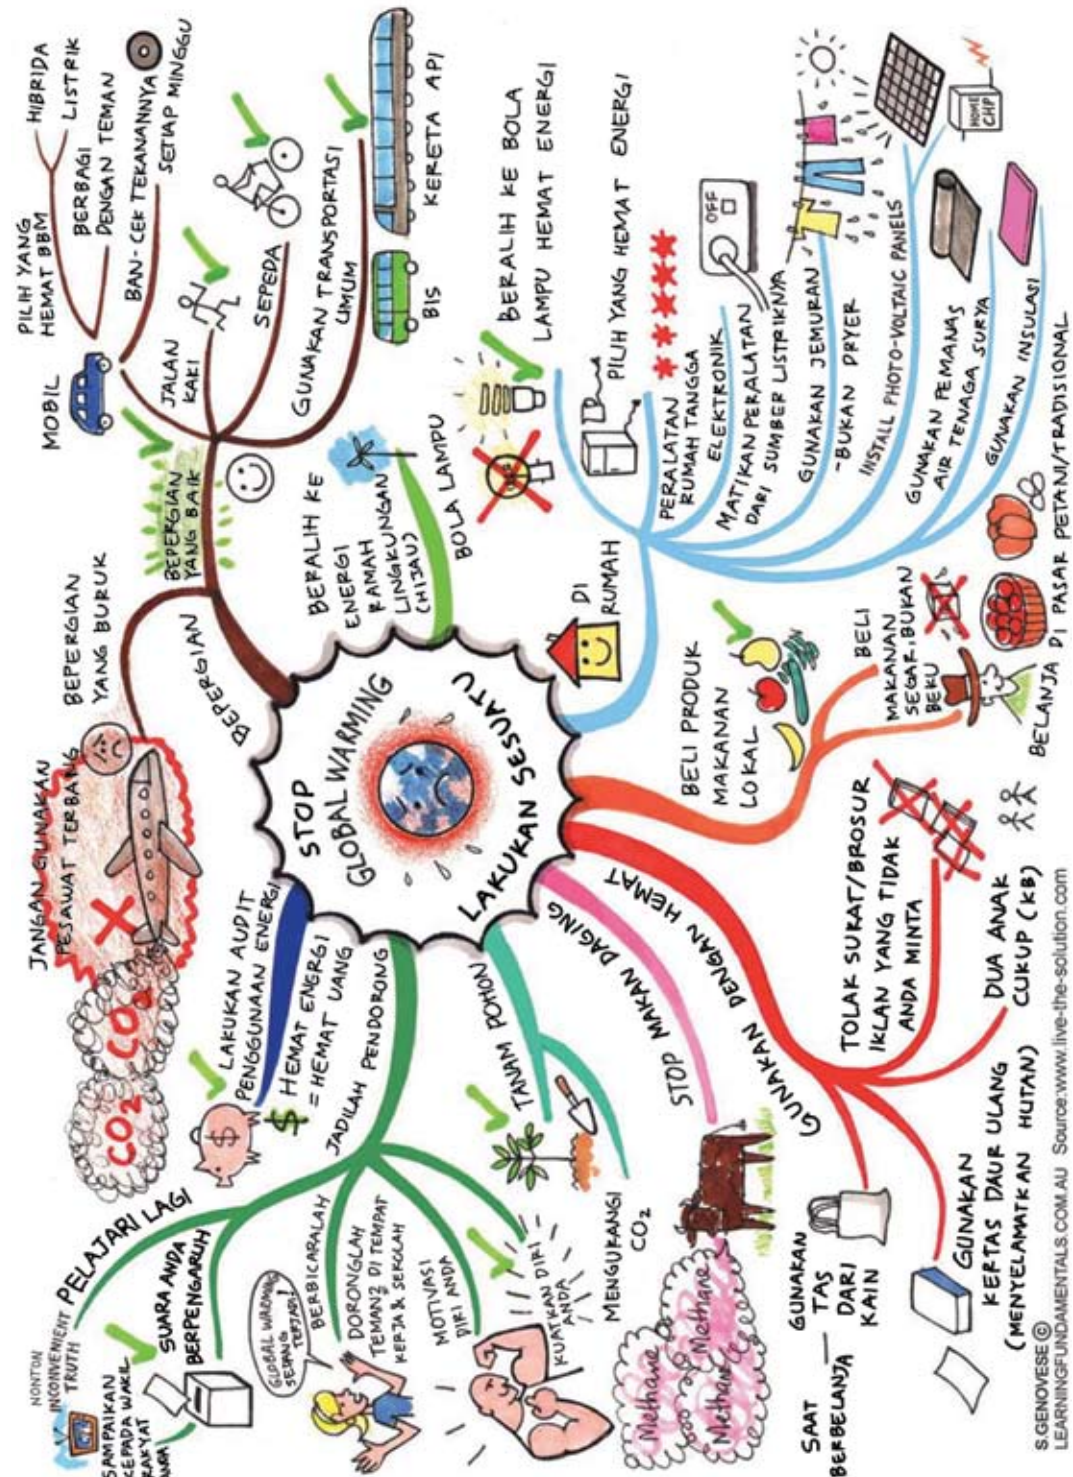 STOP
GLOBAL WARMING
LAKUKAN SESUATU
BEPERGIAN
BEPERGIAN
YANG BURUK
JANGAN GUNAKAN
PESAWAT TERBANG
CO2
CO2
BEPERGIAN
YANG BAIK
MOBIL
PILIH YANG
HEMAT BBM
HIBRIDA
LISTRIK
BERBAGI
DENGAN TEMAN
BAN-CEK TEKANANNYA
SETIAP MINGGU
JALAN
KAKI
SEPEDA
GUNAKAN TRANSPORTASI
UMUM
BIS
KERETA API
BERALIH KE
ENERGI
RAMAH
LINGKUNGAN
(HIJAU)
DI
RUMAH
BOLA LAMPU
BERALIH KE BOLA
LAMPU HEMAT ENERGI
PERALATAN
RUMAH TANGGA
PILIH YANG HEMAT ENERGI
ELEKTRONIK
MATIKAN PERALATAN
DARI SUMBER LISTRIKNYA
OFF
GUNAKAN JEMURAN
-BUKAN DRYER
INSTALL PHOTO-VOLTAIC PANELS
HOME
CHP
GUNAKAN PEMANAS
AIR TENAGA SURYA
GUNAKAN INSULASI
BELI PRODUK
MAKANAN
LOKAL
BELI
MAKANAN
SEGAR, BUKAN
BEKU
BELANJA DI PASAR PETANI/TRADISIONAL
GUNAKAN DENGAN HEMAT
TOLAK SURAT/BROSUR
IKLAN YANG TIDAK
ANDA MINTA
DUA ANAK
CUKUP (KB)
GUNAKAN
KERTAS DAUR ULANG
(MENYELAMATKAN HUTAN)
SAAT
BERBELANJA
GUNAKAN
TAS
DARI
KAIN
STOP MAKAN DAGING
Methane
Methane
Methane
TANAM POHON
MENGURANGI
CO2
JADILAH PENDORONG
PELAJARI LAGI
NONTON
INCONVENIENT
TRUTH
SUARA ANDA
BERPENGARUH
SAMPAIKAN
KEPADA WAKIL
RAKYAT
BERBICARALAH
DORONGLAH
TEMAN2 DI TEMPAT
KERJA & SEKOLAH
GLOBAL WARMING
SEDANG
TERJADI!
MOTIVASI
DIRI ANDA
KUATKAN DIRI
ANDA
LAKUKAN AUDIT
PENGGUNAAN ENERGI
$
$ HEMAT ENERGI
= HEMAT UANG
S.GENOVESE ©
LEARNINGFUNDAMENTALS.COM.AU Source:www.live-the-solution.com